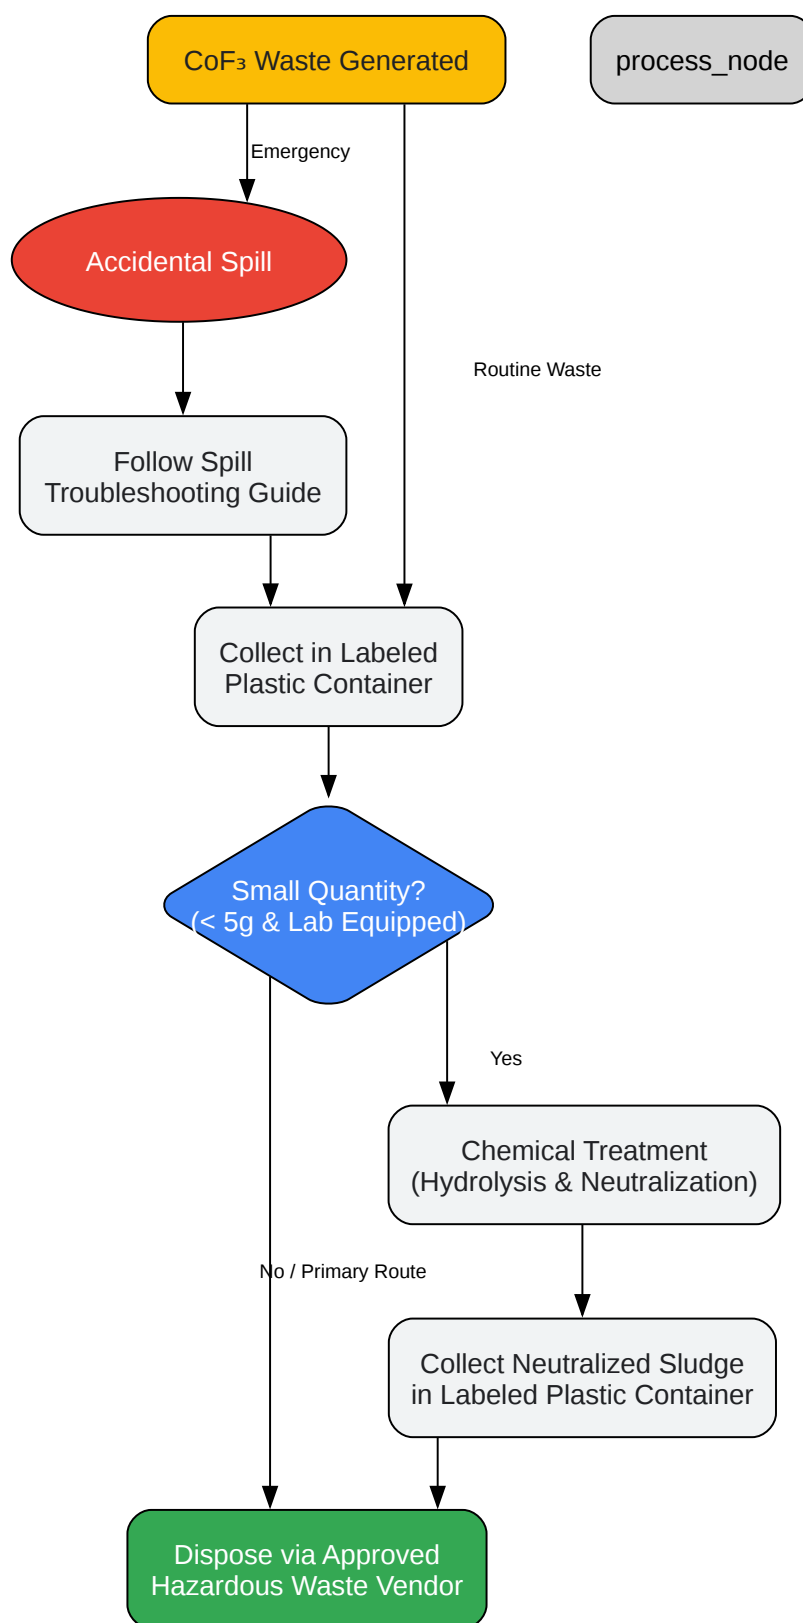 CoF₃ Waste Generated
process_node
Emergency
Accidental Spill
Routine Waste
Follow Spill
Troubleshooting Guide
Collect in Labeled
Plastic Container
Small Quantity?
(< 5g & Lab Equipped)
Yes
Chemical Treatment
(Hydrolysis & Neutralization)
No / Primary Route
Collect Neutralized Sludge
in Labeled Plastic Container
Dispose via Approved
Hazardous Waste Vendor